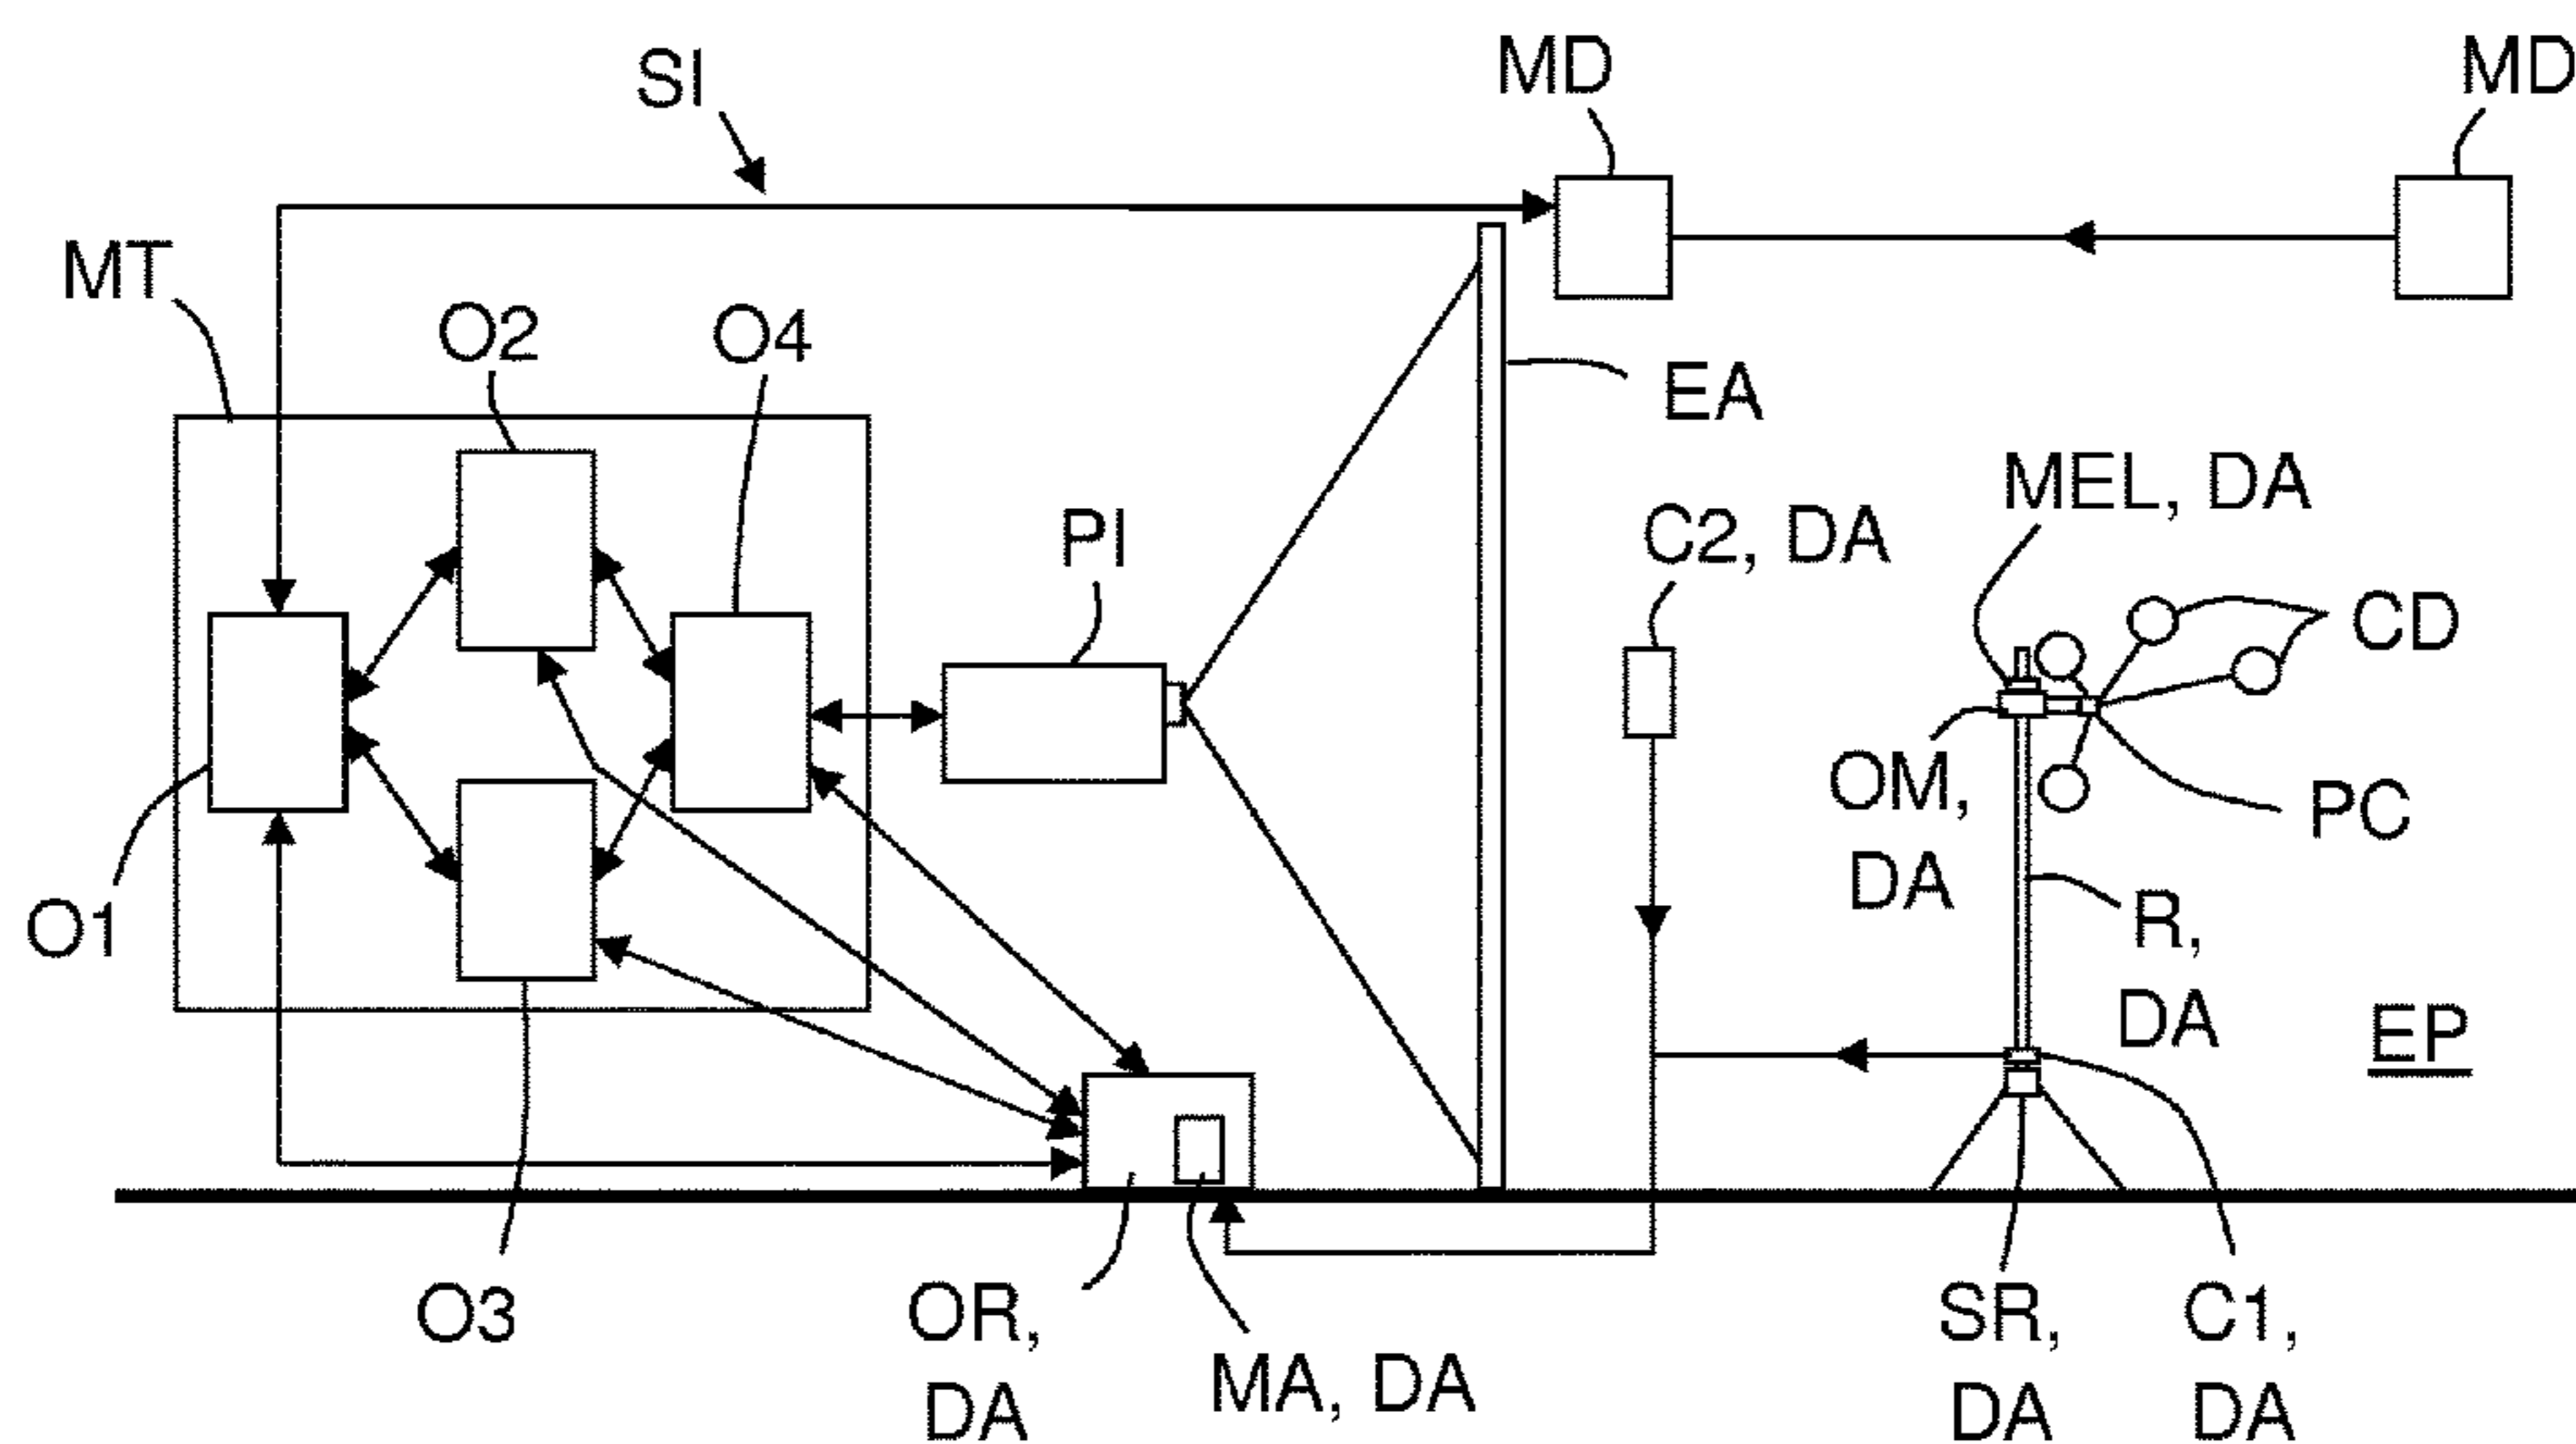 SI
MD
MD
MT
O2
O4
EA
MEL, DA
C2, DA
PI
CD
OM,
DA
PC
R,
DA
O1
EP
O3
OR,
DA
MA, DA
SR,
DA
C1,
DA